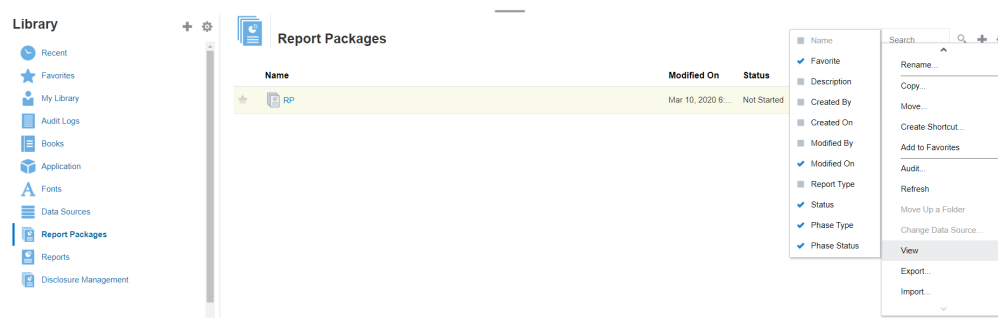 Library
Recent
Favorites
My Library
Audit Logs
Books
Application
Fonts
Data Sources
Report Packages
Reports
Disclosure Management
Report Packages
Name Modified On Status
RP Mar 10, 2020 6:... Not Started
Name
Favorite
Description
Created By
Created On
Modified By
Modified On
Report Type
Status
Phase Type
Phase Status
Search
Rename...
Copy...
Move...
Create Shortcut...
Add to Favorites
Audit...
Refresh
Move Up a Folder
Change Data Source...
View
Export...
Import...